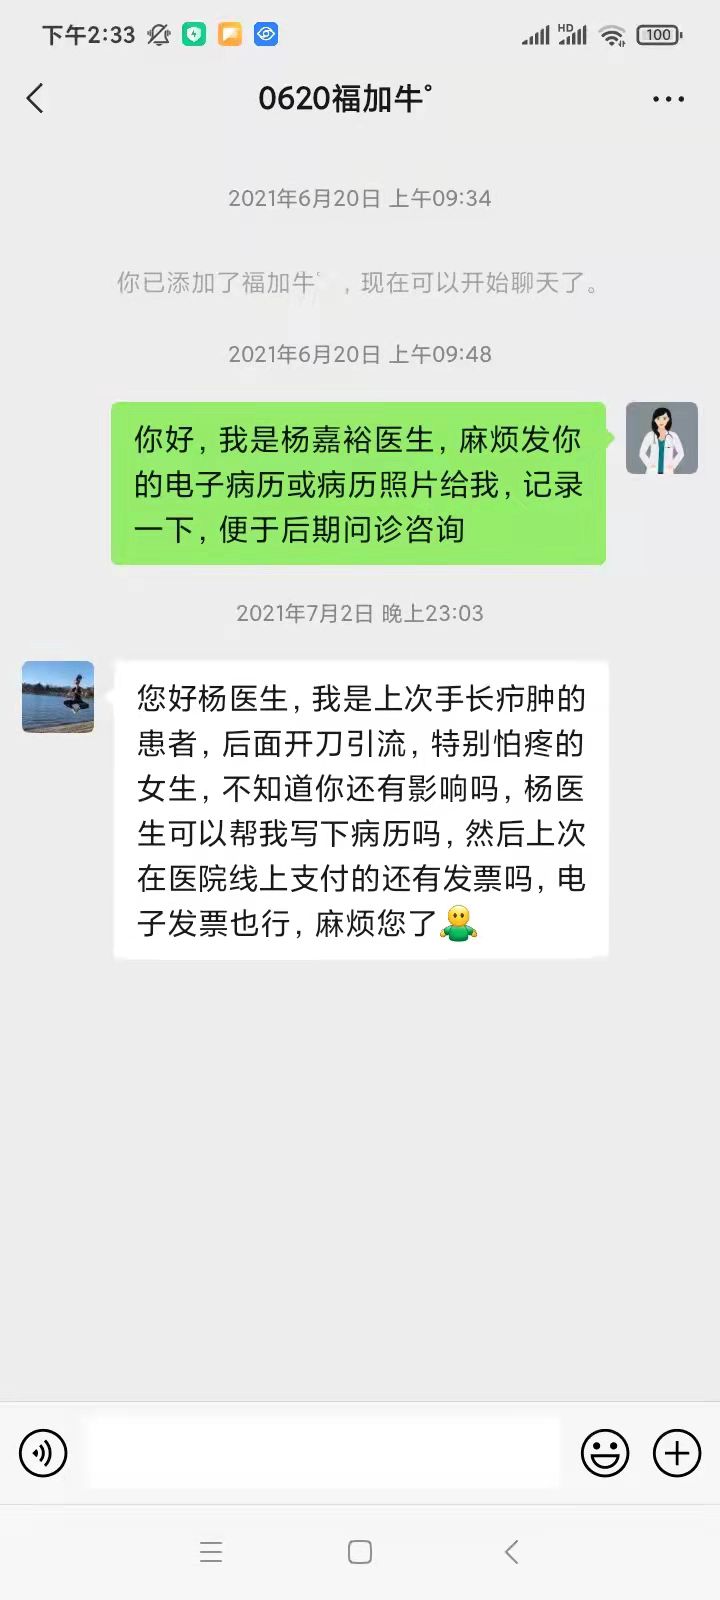 下午2:33
HD
100
0620福加牛°
2021年6月20日 上午09:34
你已添加了福加牛°，现在可以开始聊天了。
2021年6月20日 上午09:48
你好，我是杨嘉裕医生，麻烦发你
的电子病历或病历照片给我，记录
一下，便于后期问诊咨询
2021年7月2日 晚上23:03
您好杨医生，我是上次手长疖肿的
患者，后面开刀引流，特别怕疼的
女生，不知道你还有影响吗，杨医
生可以帮我写下病历吗，然后上次
在医院线上支付的还有发票吗，电
子发票也行，麻烦您了